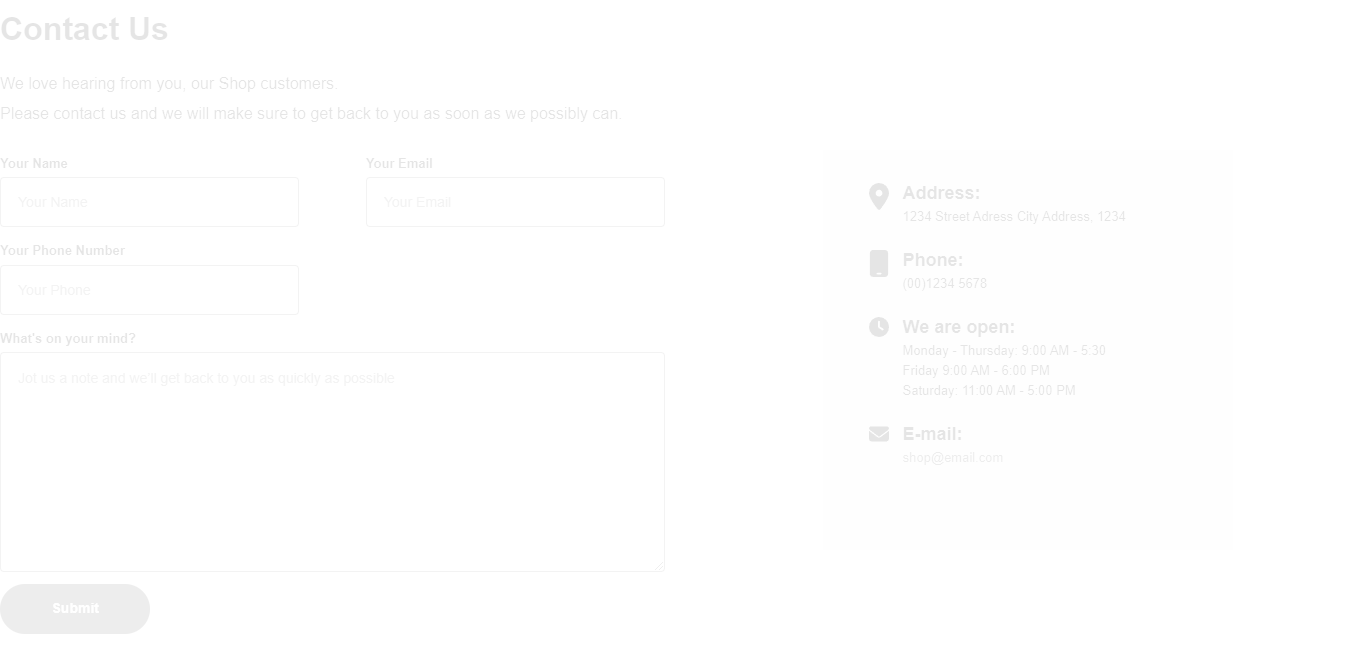 Contact Us
We love hearing from you, our Shop customers.
Please contact us and we will make sure to get back to you as soon as we possibly can.
Your Name
Your Email
Your Name
Your Email
Your Phone Number
Your Phone
What's on your mind?
Jot us a note and we'll get back to you as quickly as possible
Submit
Address:
1234 Street Adress City Address, 1234
Phone:
(00)1234 5678
We are open:
Monday - Thursday: 9:00 AM - 5:30
Friday 9:00 AM - 6:00 PM
Saturday: 11:00 AM - 5:00 PM
E-mail:
shop@email.com